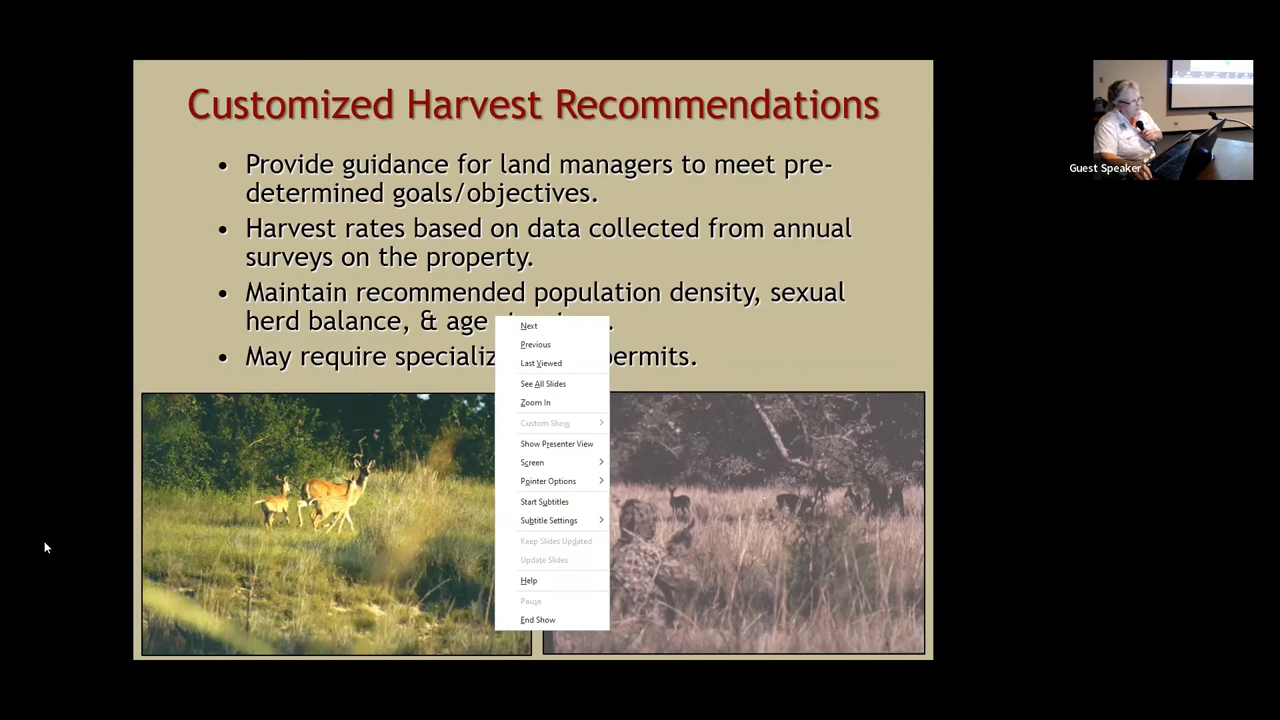 Customized Harvest Recommendations
• Provide guidance for land managers to meet pre-
determined goals/objectives.
• Harvest rates based on data collected from annual
surveys on the property.
• Maintain recommended population density, sexual
herd balance, & age
• May require specializ permits.
Next
Previous
Last Viewed
See All Slides
Zoom In
Custom Show
Show Presenter View
Screen
Pointer Options
Start Subtitles
Subtitle Settings
Keep Slides Updated
Update Slides
Help
Pause
End Show
Guest Speaker